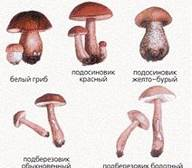 белый гриб
подосиновик
красный
подосиновик
желто-бурый
подберезовик
обыкновенный
подберезовик болотный